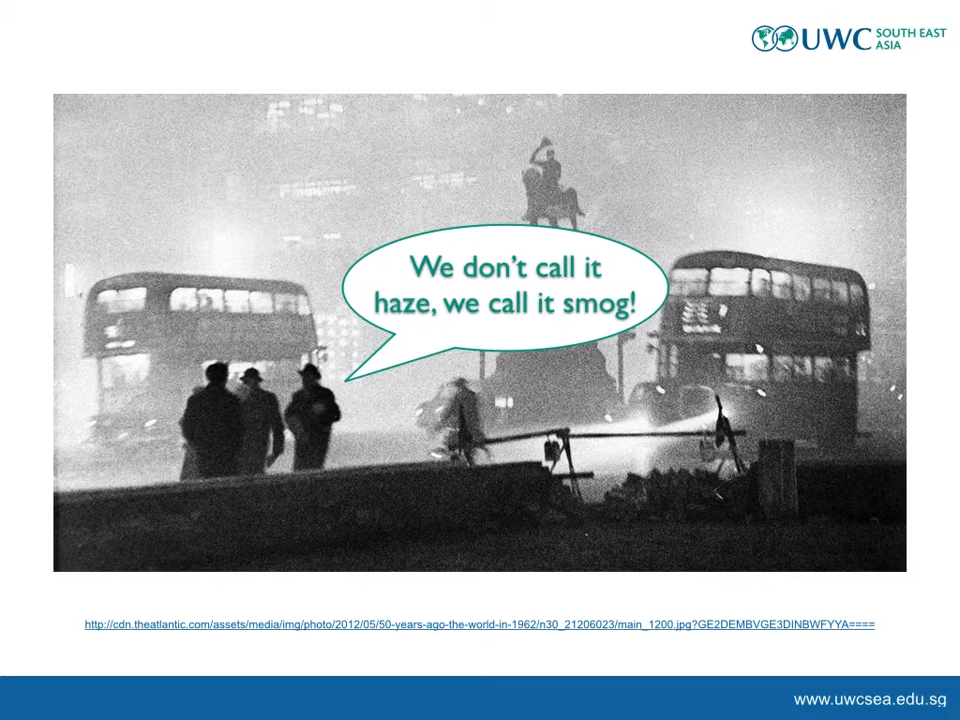 UWC SOUTH EAST
ASIA
We don't call it
haze, we call it smog!
http://cdn.theatlantic.com/assets/media/img/photo/2012/05/50-years-ago-the-world-in-1962/n30_21206023/main_1200.jpg?GE2DEMBVGE3DINBWFYYA====
www.uwcsea.edu.sg